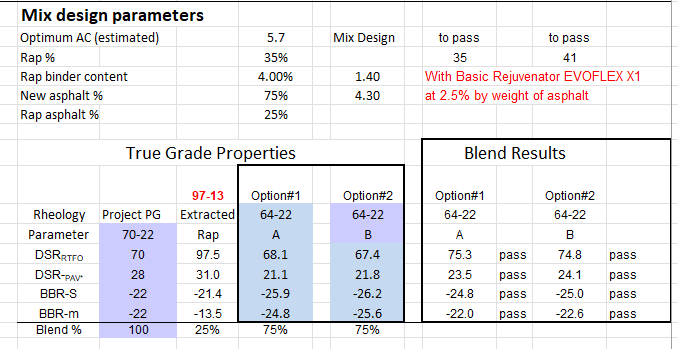 Mix design parameters
Optimum AC (estimated) 5.7 Mix Design to pass to pass
Rap % 35% 35 41
Rap binder content 4.00% 1.40 With Basic Rejuvenator EVOFLEX X1
New asphalt % 75% 4.30 at 2.5% by weight of asphalt
Rap asphalt % 25%
True Grade Properties Blend Results
97-13 Option#1 Option#2 Option#1 Option#2
Rheology Project PG Extracted 64-22 64-22 64-22 64-22
Parameter 70-22 Rap A B A B
DSRRTFO 70 97.5 68.1 67.4 75.3 pass 74.8 pass
DSR-PAV* 28 31.0 21.1 21.8 23.5 pass 24.1 pass
BBR-S -22 -21.4 -25.9 -26.2 -24.8 pass -25.0 pass
BBR-m -22 -13.5 -24.8 -25.6 -22.0 pass -22.6 pass
Blend % 100 25% 75% 75%